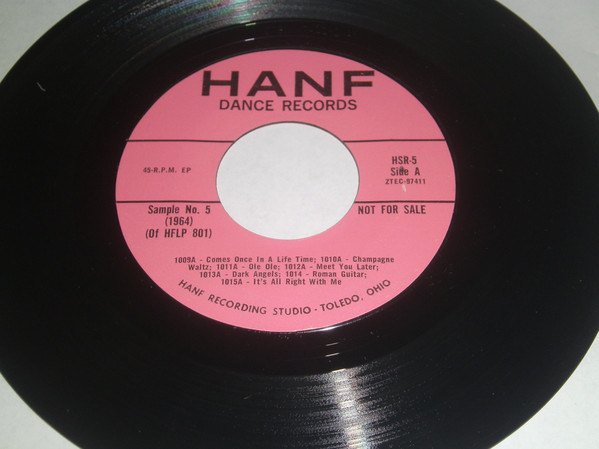 HANF
DANCE RECORDS
45-R.P.M. EP
HSR-5
Side A
2TEC-97411
Sample No. 5
(1964)
(Of HFLP 801)
NOT FOR SALE
1009A - Comes Once In A Life Time; 1010A - Champagne
Waltz; 1011A - Ole Ole; 1012A - Meet You Later;
1013A - Dark Angels; 1014 - Roman Guitar;
1015A - It's All Right With Me
HANF RECORDING STUDIO - TOLEDO, OHIO